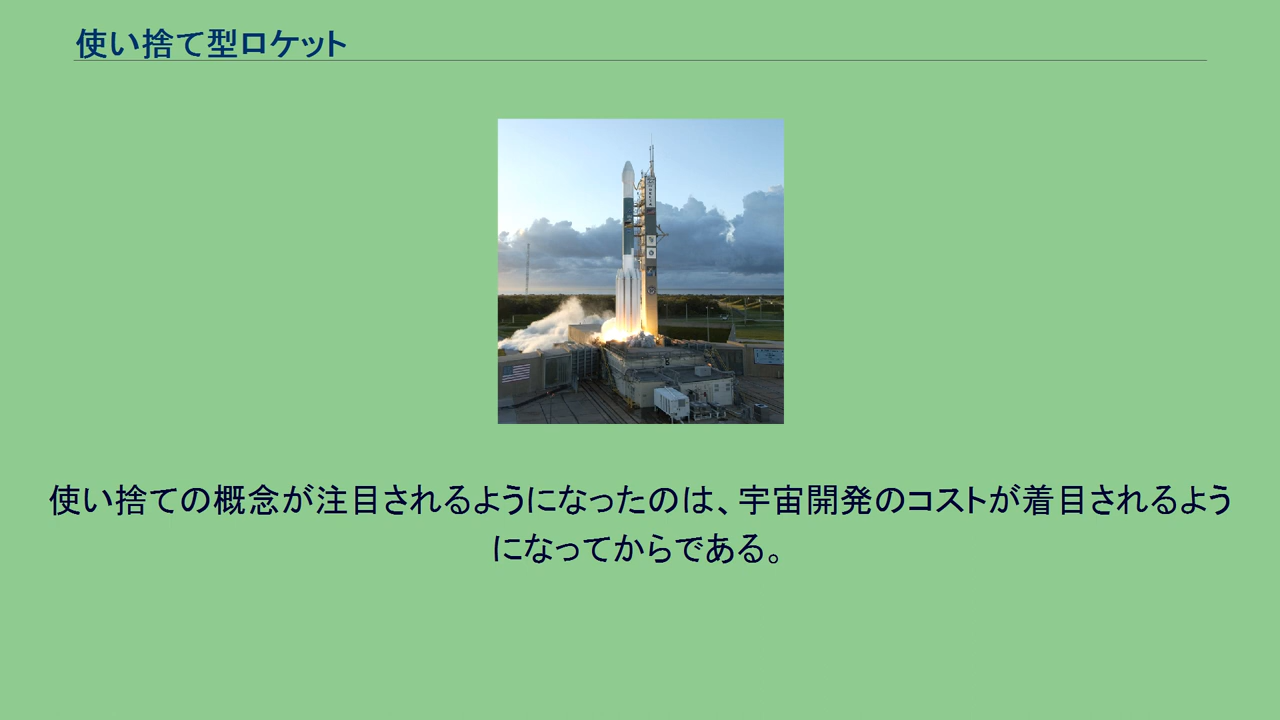 使い捨て型ロケット
使い捨ての概念が注目されるようになったのは、宇宙開発のコストが着目されるよう
になってからである。